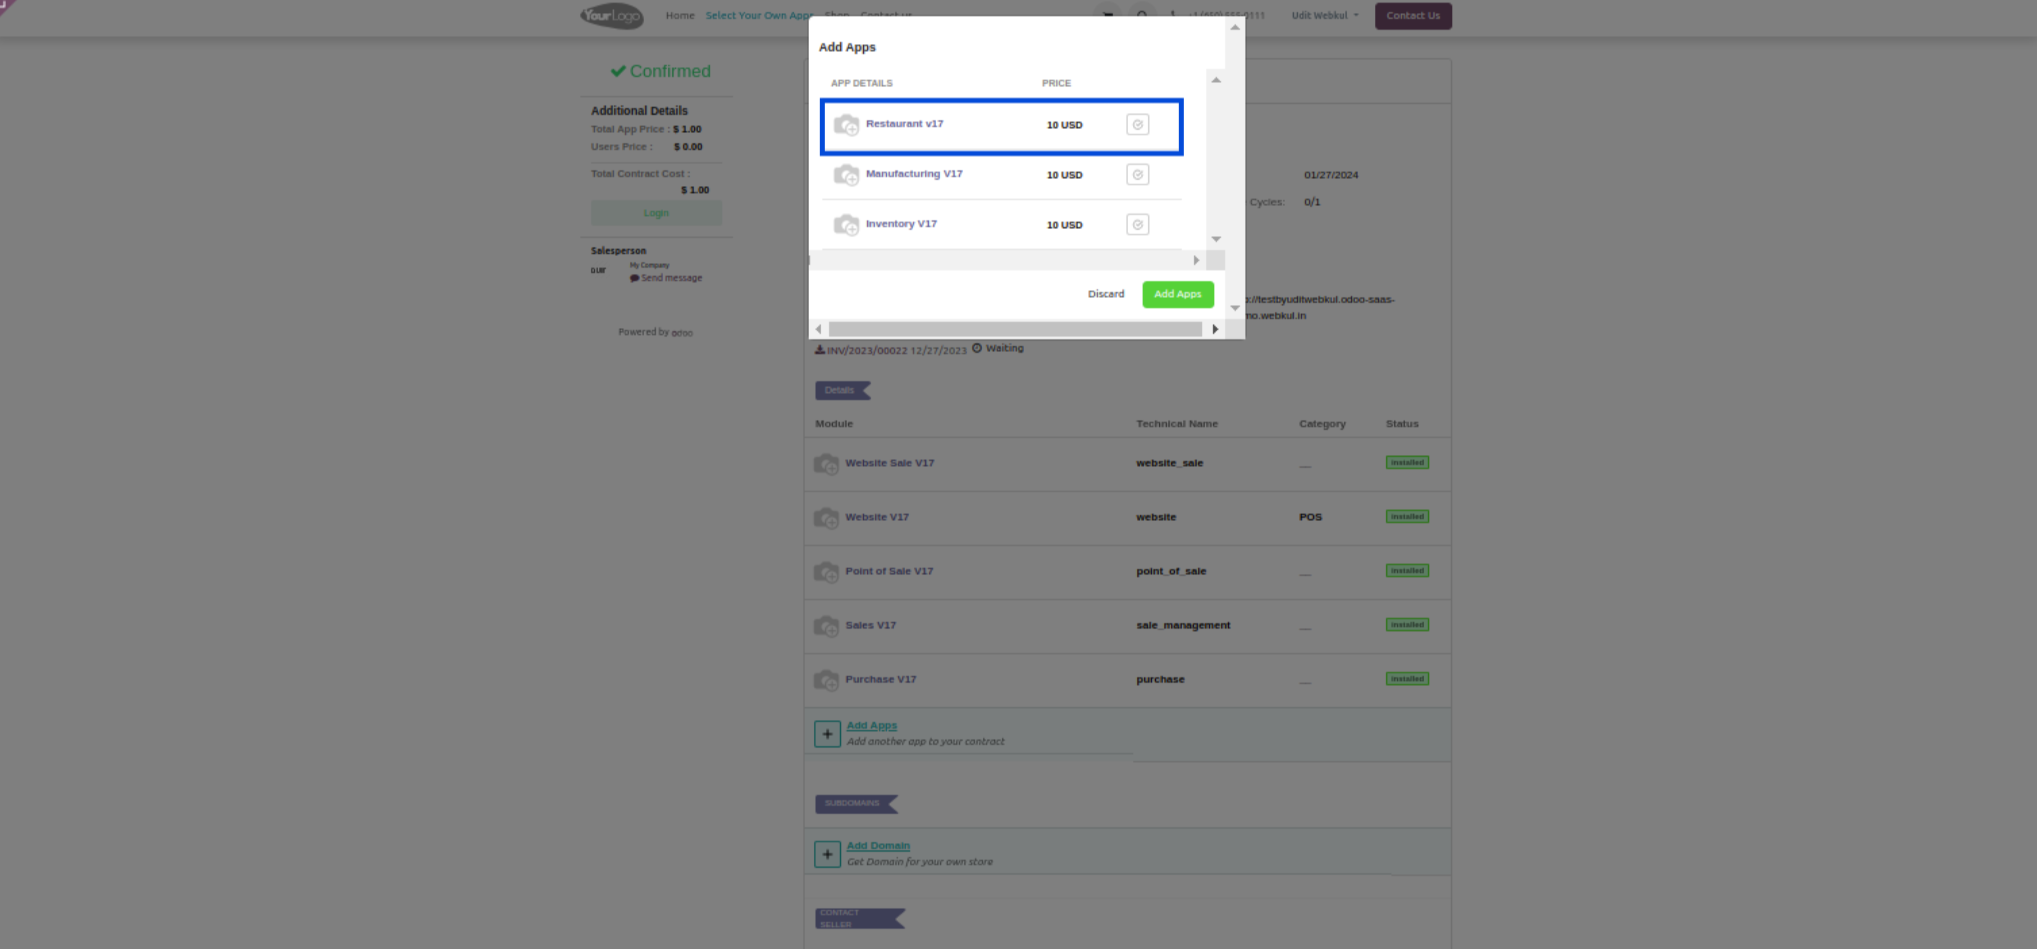 YourLogo
Home Select Your Own Apps Shop Contact us
+1 (650) 555-0111
Udit Webkul
Contact Us
Confirmed
Additional Details
Total App Price : $ 1.00
Users Price : $ 0.00
Total Contract Cost :
$ 1.00
Login
Salesperson
My Company
Send message
Powered by odoo
Add Apps
APP DETAILS PRICE
Restaurant v17 10 USD
Manufacturing V17 10 USD
Inventory V17 10 USD
Discard Add Apps
01/27/2024
Cycles: 0/1
://testbyuditwebkul.odoo-saas-
mo.webkul.in
INV/2023/00022 12/27/2023 Waiting
Details
Module Technical Name Category Status
Website Sale V17 website_sale __ Installed
Website V17 website POS Installed
Point of Sale V17 point_of_sale __ Installed
Sales V17 sale_management __ Installed
Purchase V17 purchase __ Installed
Add Apps
Add another app to your contract
SUBDOMAINS
Add Domain
Get Domain for your own store
CONTACT
SELLER